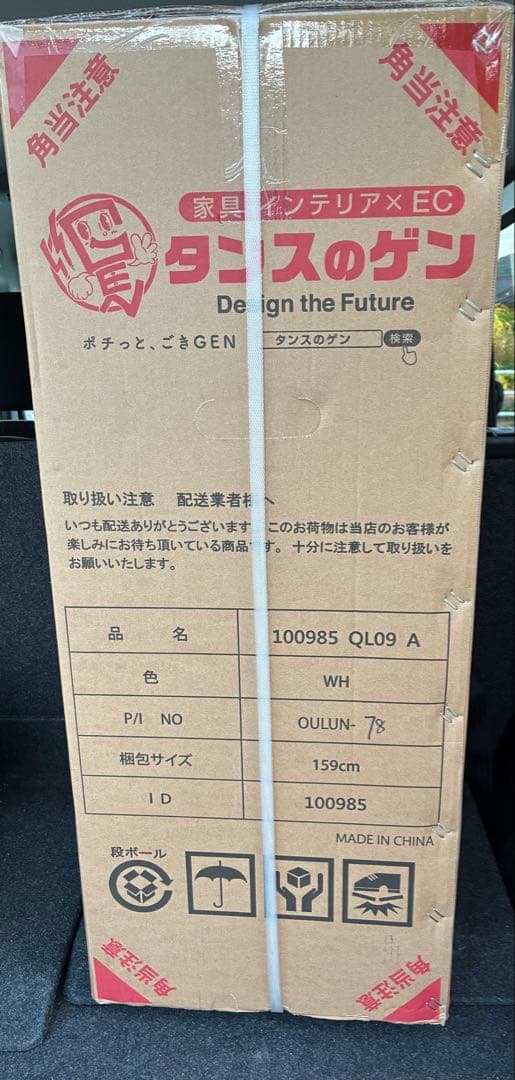 角当注意
角当注意
家具・インテリア×EC
GEN
タンスのゲン
Design the Future
ポチっと、ごきGEN
タンスのゲン 検索
取り扱い注意 配送業者様へ
いつも配送ありがとうございます。このお荷物は当店のお客様が
楽しみにお待ち頂いている商品です。十分に注意して取り扱いを
お願いいたします。
品名 100985 QL09 A
色 WH
P/I NO OULUN-78
梱包サイズ 159cm
ID 100985
MADE IN CHINA
段ボール
角当注意
角当注意